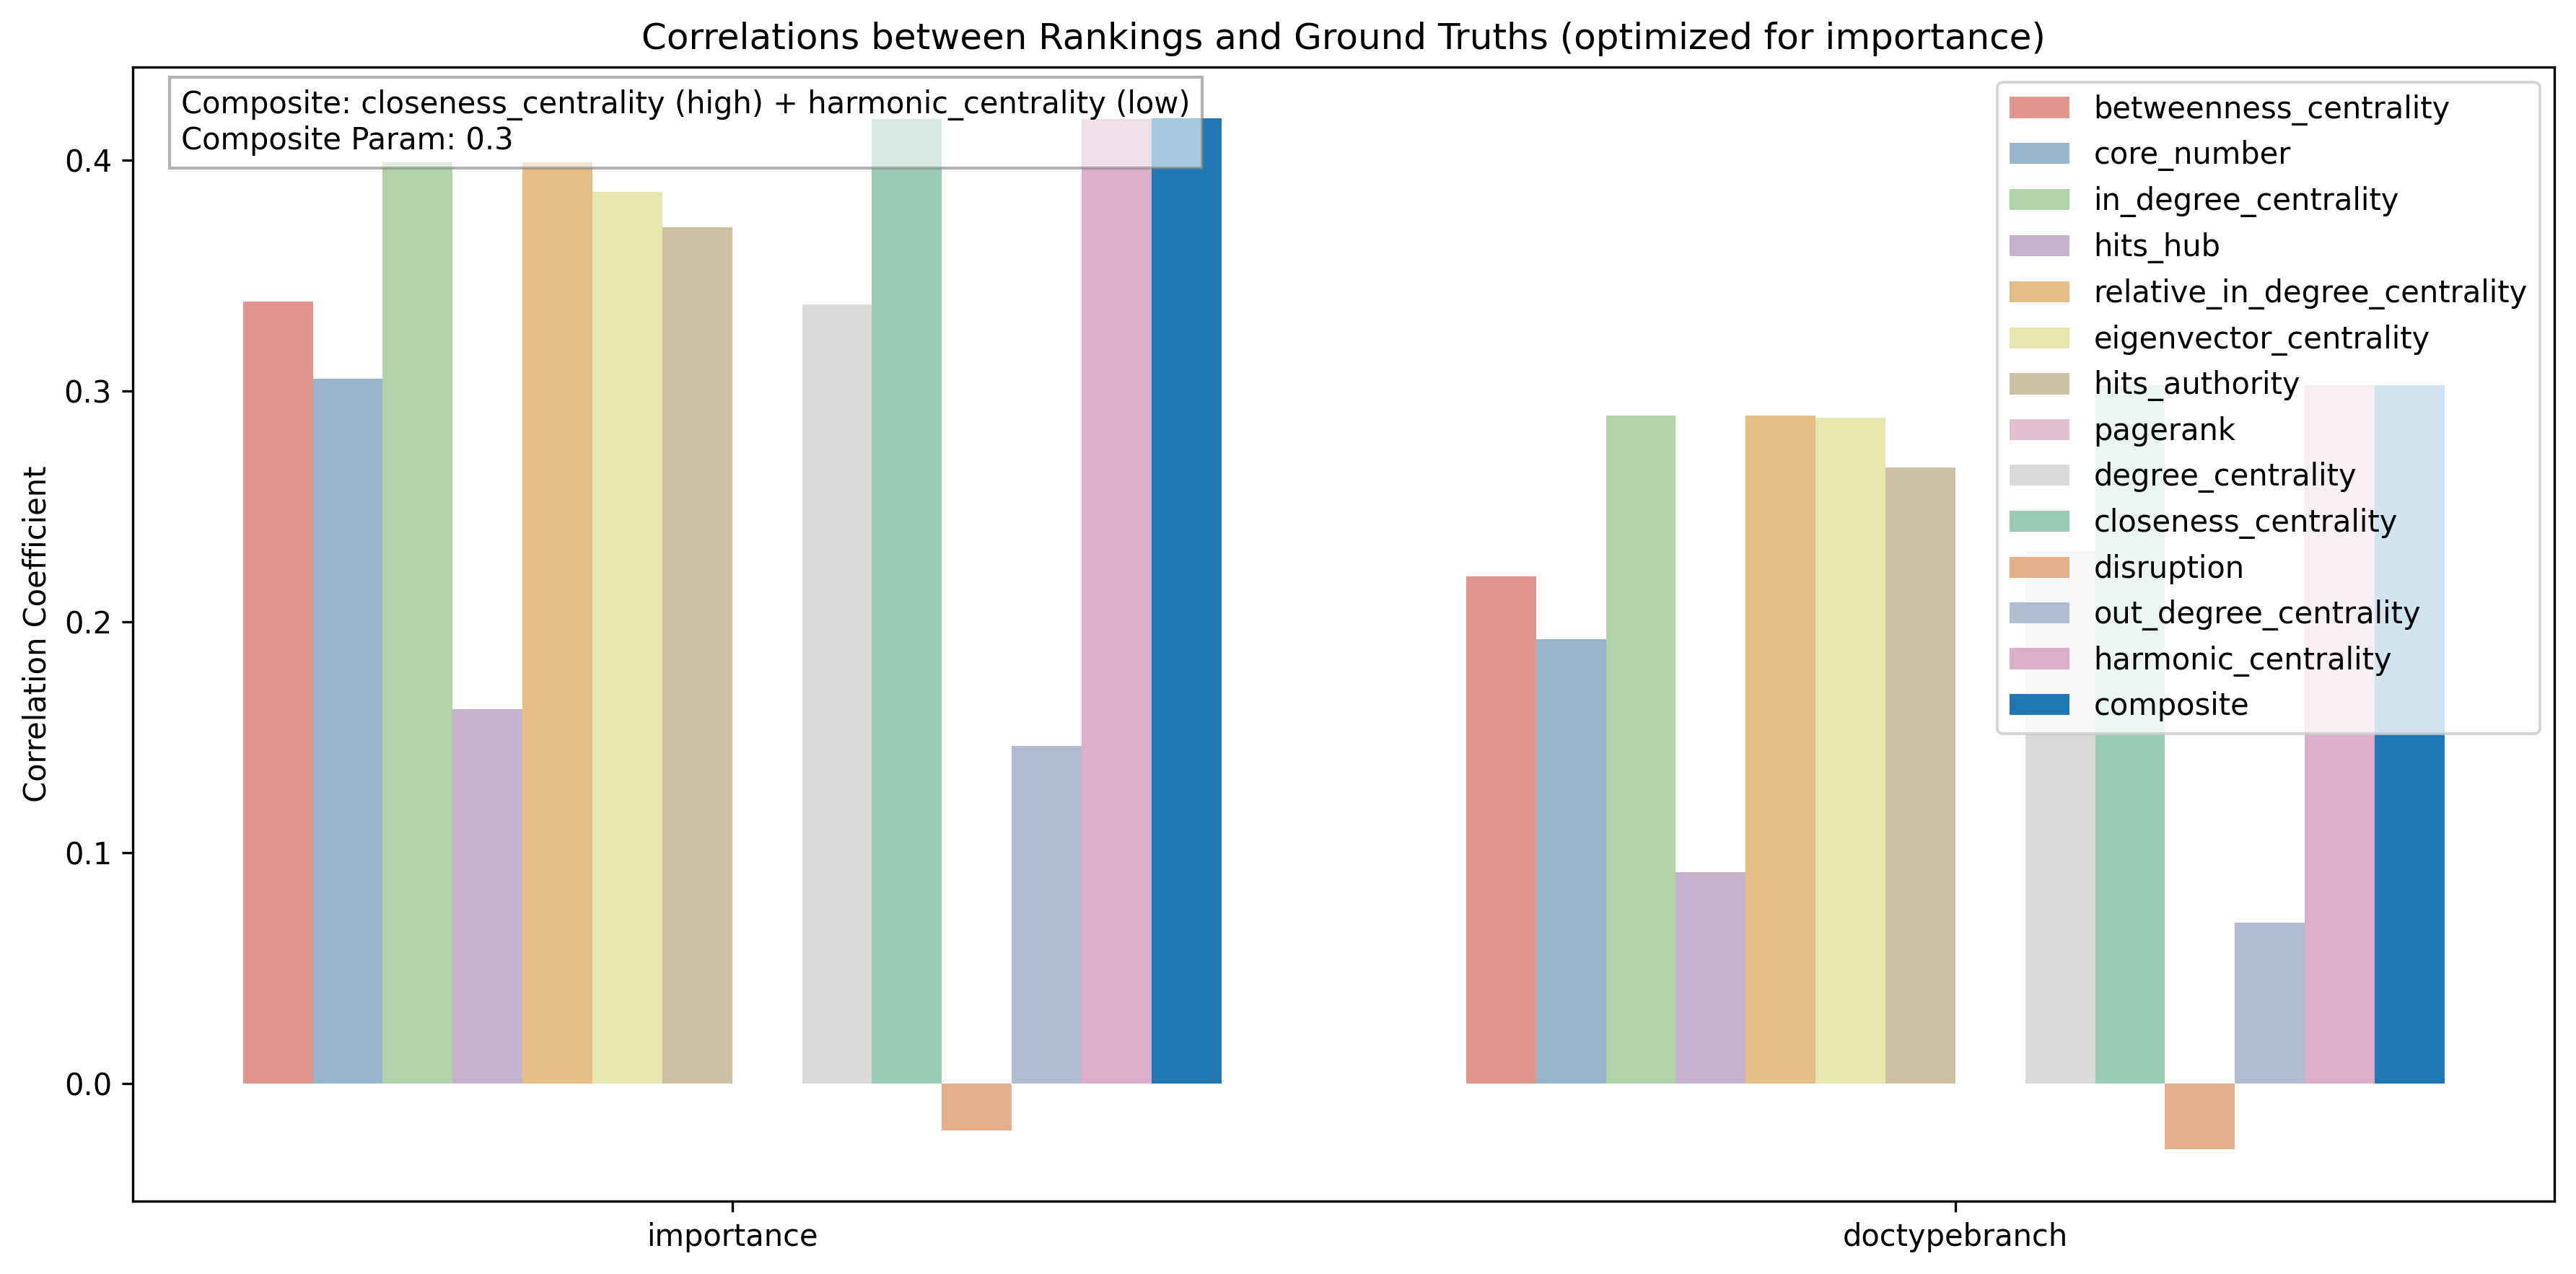 Correlations between Rankings and Ground Truths (optimized for importance)
Composite: closeness_centrality (high) + harmonic_centrality (low)
Composite Param: 0.3
betweenness_centrality
core_number
in_degree_centrality
hits_hub
relative_in_degree_centrality
eigenvector_centrality
hits_authority
pagerank
degree_centrality
closeness_centrality
disruption
out_degree_centrality
harmonic_centrality
composite
Correlation Coefficient
0.4
0.3
0.2
0.1
0.0
importance
doctypebranch